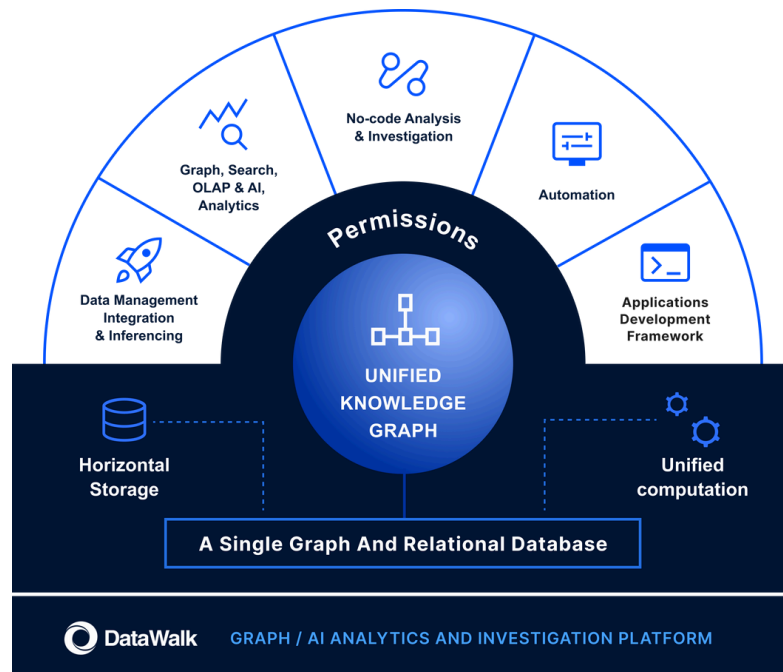 No-code Analysis
& Investigation
Graph, Search,
OLAP & AI,
Analytics
Automation
Permissions
Data Management
Integration
& Inferencing
Applications
Development
Framework
UNIFIED
KNOWLEDGE
GRAPH
Horizontal
Storage
Unified
computation
A Single Graph And Relational Database
DataWalk
GRAPH / AI ANALYTICS AND INVESTIGATION PLATFORM